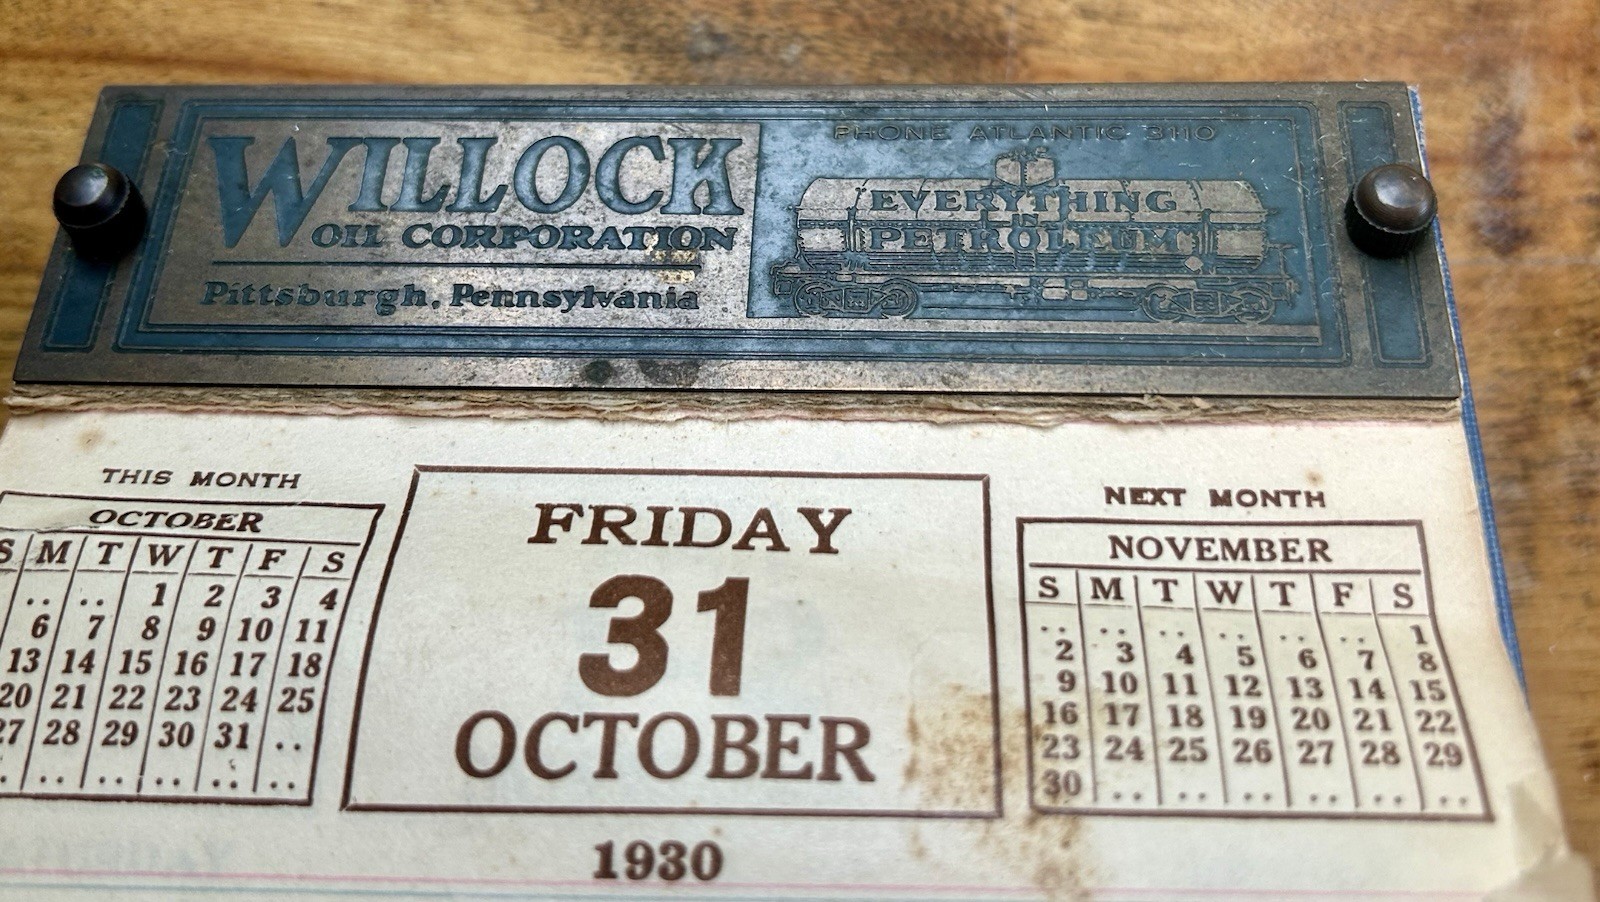 WILLOCK
OIL CORPORATION
Pittsburgh, Pennsylvania
PHONE ATLANTIC 3110
EVERYTHING
IN
PETROLEUM
THIS MONTH
OCTOBER
S M T W T F S
.. .. 1 2 3 4
6 7 8 9 10 11
13 14 15 16 17 18
20 21 22 23 24 25
27 28 29 30 31 ..
.. .. .. .. .. ..
FRIDAY
31
OCTOBER
1930
NEXT MONTH
NOVEMBER
S M T W T F S
.. .. .. .. .. .. 1
2 3 4 5 6 7 8
9 10 11 12 13 14 15
16 17 18 19 20 21 22
23 24 25 26 27 28 29
30 .. .. .. .. .. ..